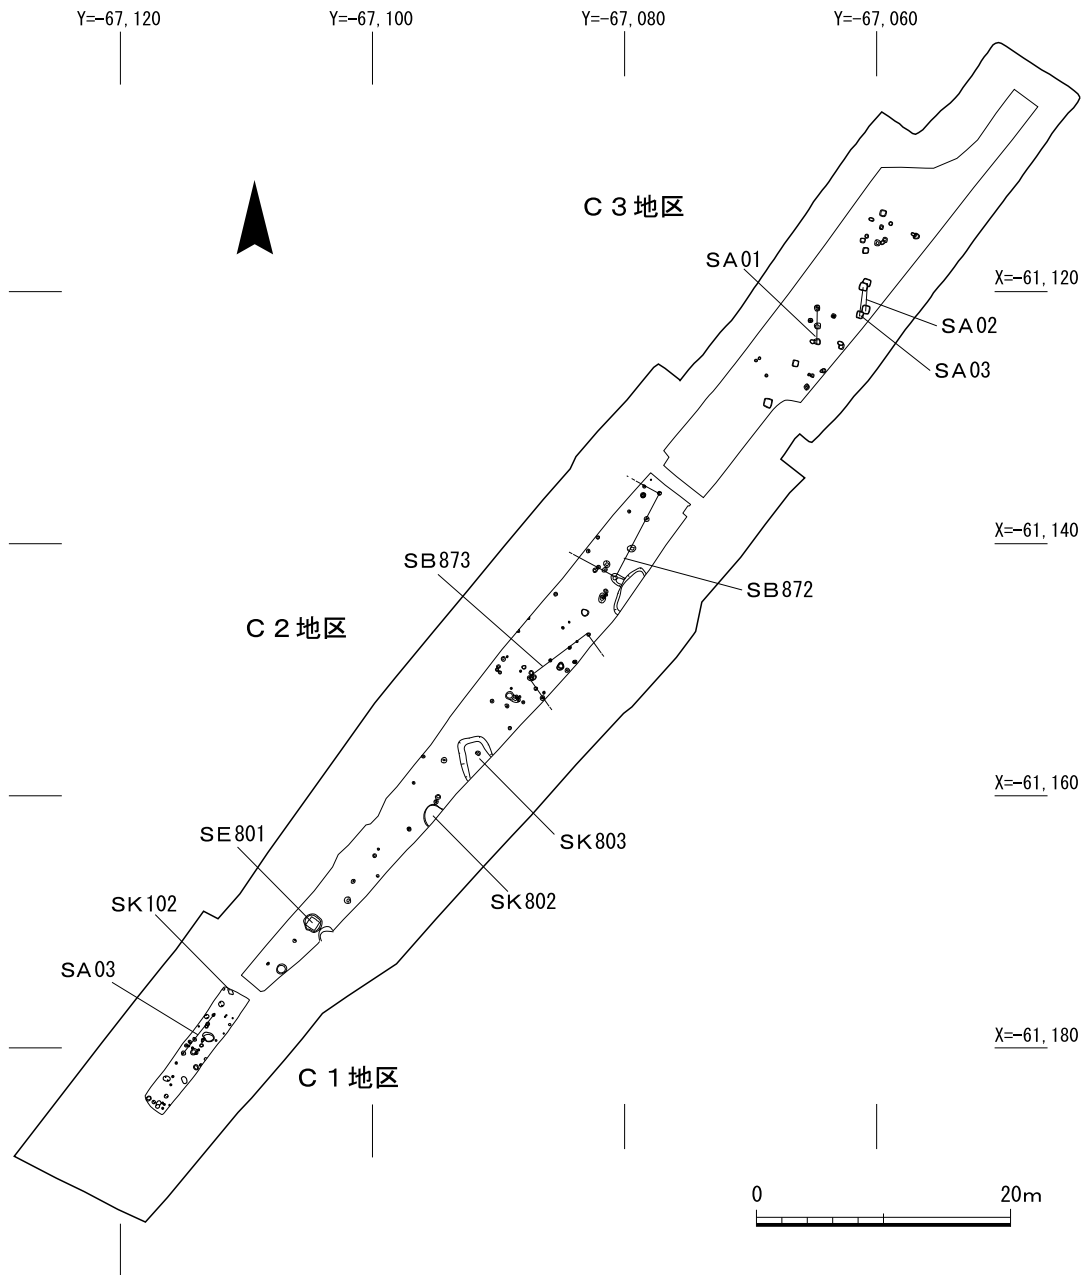 Y=-67,120
Y=-67,100
Y=-67,080
Y=-67,060
C3地区
SA01
X=-61,120
SA02
SA03
X=-61,140
SB873
SB872
C2地区
X=-61,160
SE801
SK803
SK802
SK102
SA03
X=-61,180
C1地区
0
20m